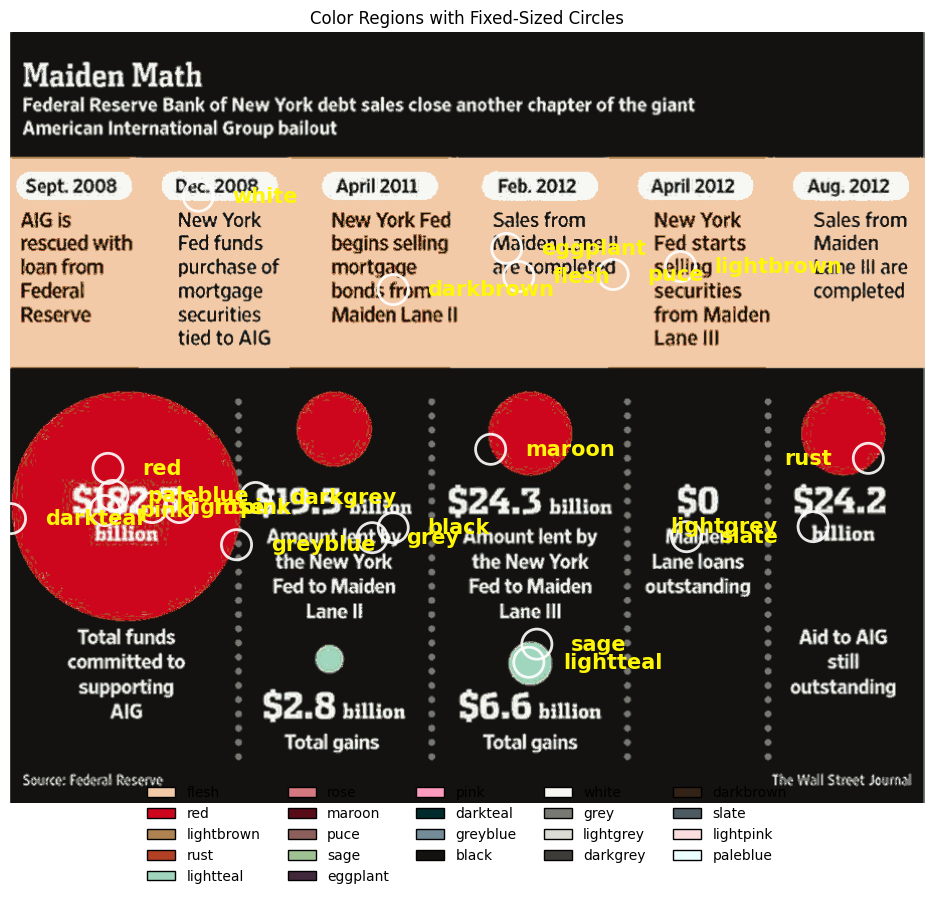 Color Regions with Fixed-Sized Circles
Maiden Math
Federal Reserve Bank of New York debt sales close another chapter of the giant
American International Group bailout
Sept. 2008
AIG is
rescued with
loan from
Federal
Reserve
Dec. 2008
white
New York
Fed funds
purchase of
mortgage
securities
tied to AIG
April 2011
New York Fed
begins selling
mortgage
bonds from
darkbrown
Maiden Lane II
Feb. 2012
Sales from
Maiden Lane II
eggplant
are completed
flesh
April 2012
New York
Fed starts
selling
puce
lightbrown
securities
from Maiden
Lane III
Aug. 2012
Sales from
Maiden
Lane III are
completed
red
paleblue
pink
darkteal
billion
greyblue
Total funds
committed to
supporting
AIG
$19.5 billion
darkgrey
Amount lent by
the New York
Fed to Maiden
Lane II
black
grey
$2.8 billion
Total gains
maroon
$24.3 billion
Amount lent by
the New York
Fed to Maiden
Lane III
sage
lightteal
$6.6 billion
Total gains
$0
lightgrey
slate
Maiden
Lane loans
outstanding
rust
$24.2
billion
Aid to AIG
still
outstanding
Source: Federal Reserve
The Wall Street Journal
flesh rose pink white darkbrown
red maroon darkteal grey slate
lightbrown puce greyblue lightgrey lightpink
rust sage black darkgrey paleblue
lightteal eggplant